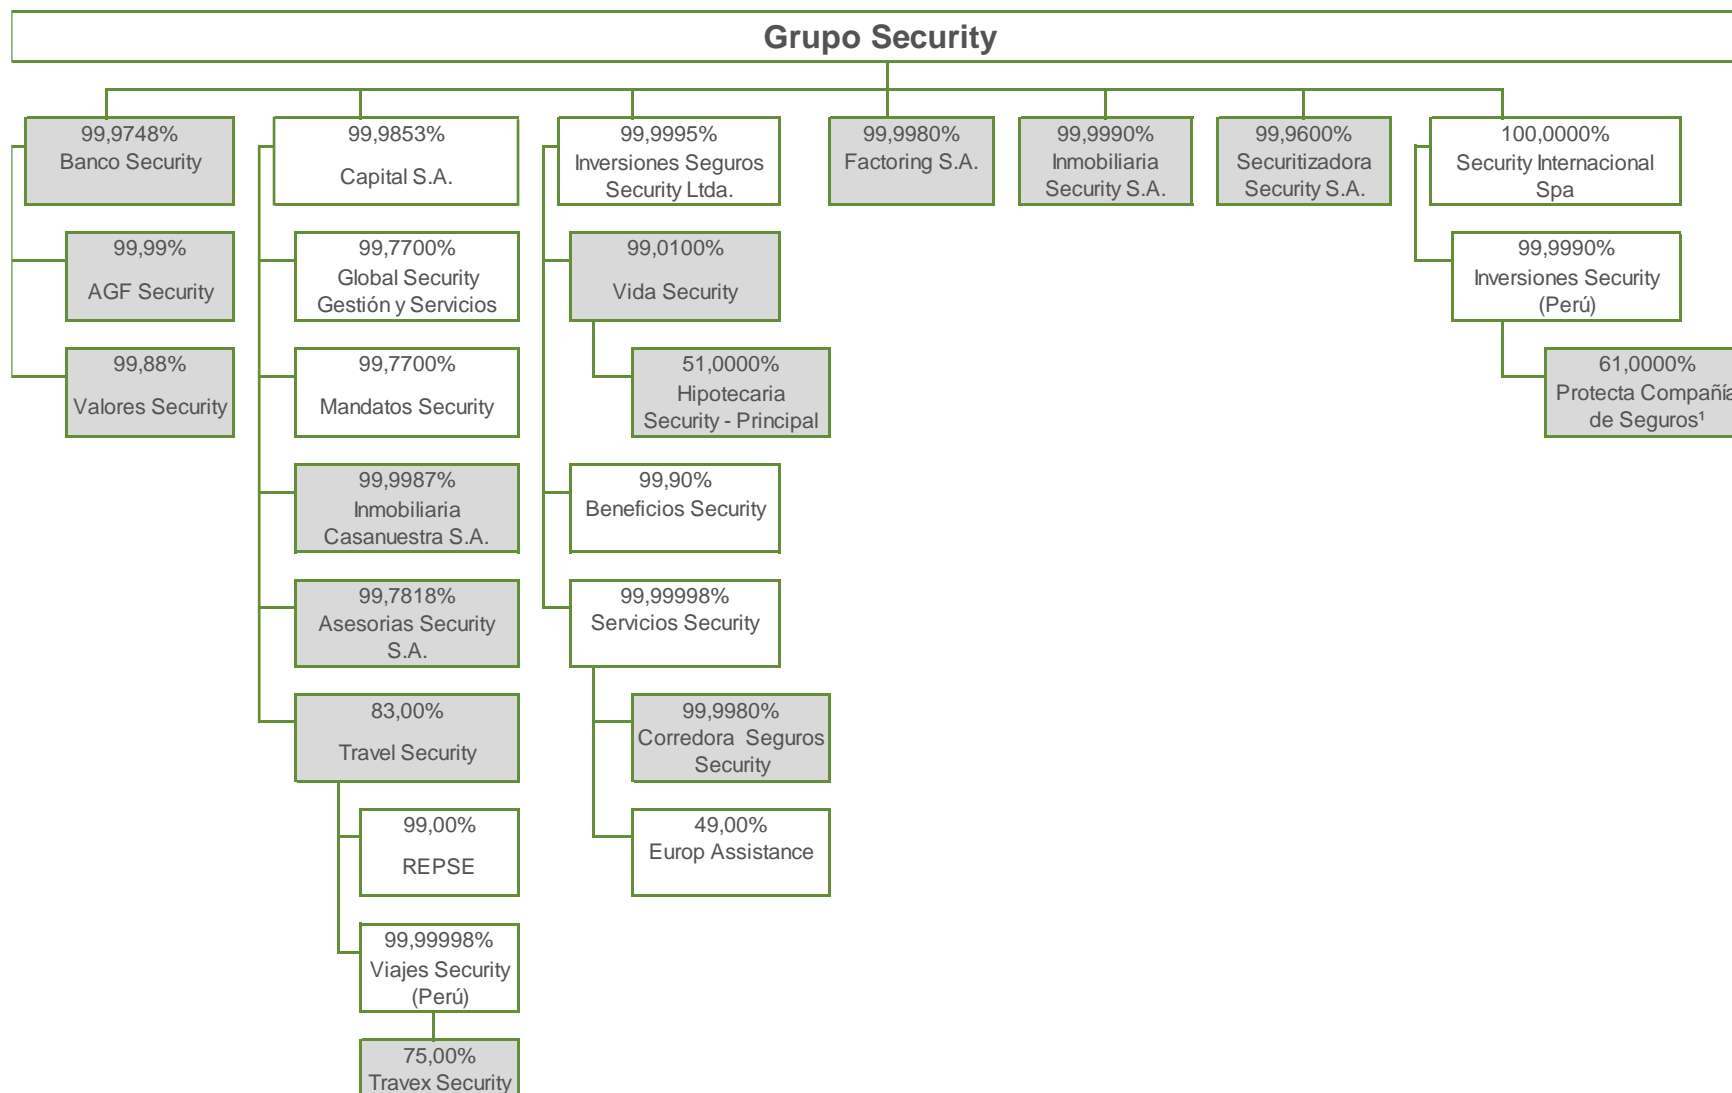 Grupo Security
99,9748%
Banco Security
99,99%
AGF Security
99,88%
Valores Security
99,9853%
Capital S.A.
99,7700%
Global Security
Gestión y Servicios
99,7700%
Mandatos Security
99,9987%
Inmobiliaria
Casanuestra S.A.
99,7818%
Asesorias Security
S.A.
83,00%
Travel Security
99,00%
REPSE
99,99998%
Viajes Security
(Perú)
75,00%
Travex Security
99,9995%
Inversiones Seguros
Security Ltda.
99,0100%
Vida Security
51,0000%
Hipotecaria
Security - Principal
99,90%
Beneficios Security
99,99998%
Servicios Security
99,9980%
Corredora Seguros
Security
49,00%
Europ Assistance
99,9980%
Factoring S.A.
99,9990%
Inmobiliaria
Security S.A.
99,9600%
Securitizadora
Security S.A.
100,0000%
Security Internacional
Spa
99,9990%
Inversiones Security
(Perú)
61,0000%
Protecta Compañía
de Seguros¹